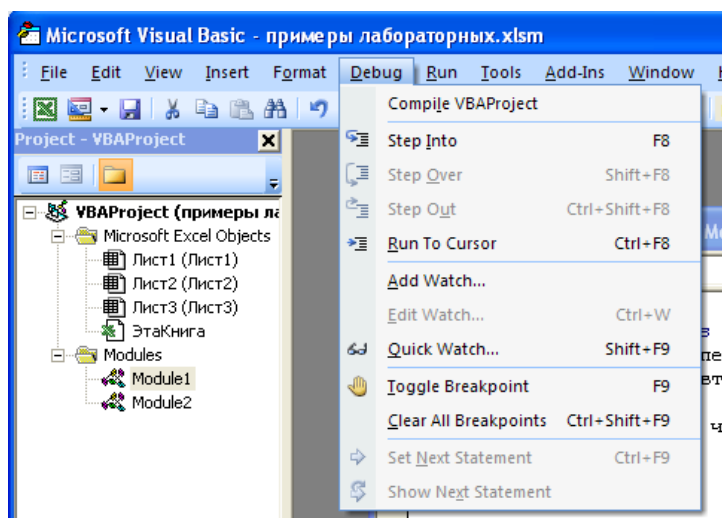 Microsoft Visual Basic - примеры лабораторных.xlsm
File Edit View Insert Format Debug Run Tools Add-Ins Window
Project - VBAProject
VBAProject (примеры
Microsoft Excel Objects
Лист1 (Лист1)
Лист2 (Лист2)
Лист3 (Лист3)
ЭтаКнига
Modules
Module1
Module2
Compile VBAProject
Step Into F8
Step Over Shift+F8
Step Out Ctrl+Shift+F8
Run To Cursor Ctrl+F8
Add Watch...
Edit Watch... Ctrl+W
Quick Watch... Shift+F9
Toggle Breakpoint F9
Clear All Breakpoints Ctrl+Shift+F9
Set Next Statement Ctrl+F9
Show Next Statement